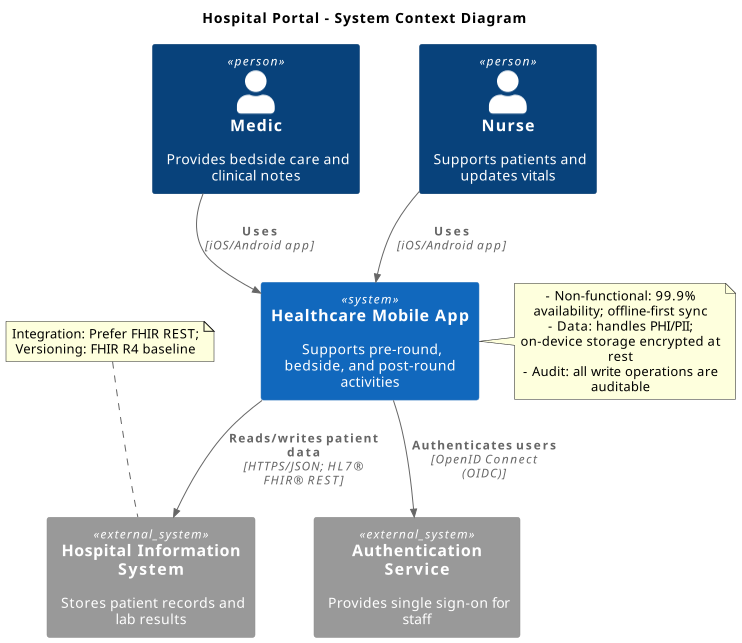 Hospital Portal - System Context Diagram
«person»
Medic
Provides bedside care and
clinical notes
«person»
Nurse
Supports patients and
updates vitals
Uses
[iOS/Android app]
Uses
[iOS/Android app]
«system»
Healthcare Mobile App
Supports pre-round,
bedside, and post-round
activities
- Non-functional: 99.9%
availability; offline-first sync
- Data: handles PHI/PII;
on-device storage encrypted at
rest
- Audit: all write operations are
auditable
Integration: Prefer FHIR REST;
Versioning: FHIR R4 baseline
Reads/writes patient
data
[HTTPS/JSON; HL7®
FHIR® REST]
Authenticates users
[OpenID Connect
(OIDC)]
«external_system»
Hospital Information
System
Stores patient records and
lab results
«external_system»
Authentication
Service
Provides single sign-on for
staff